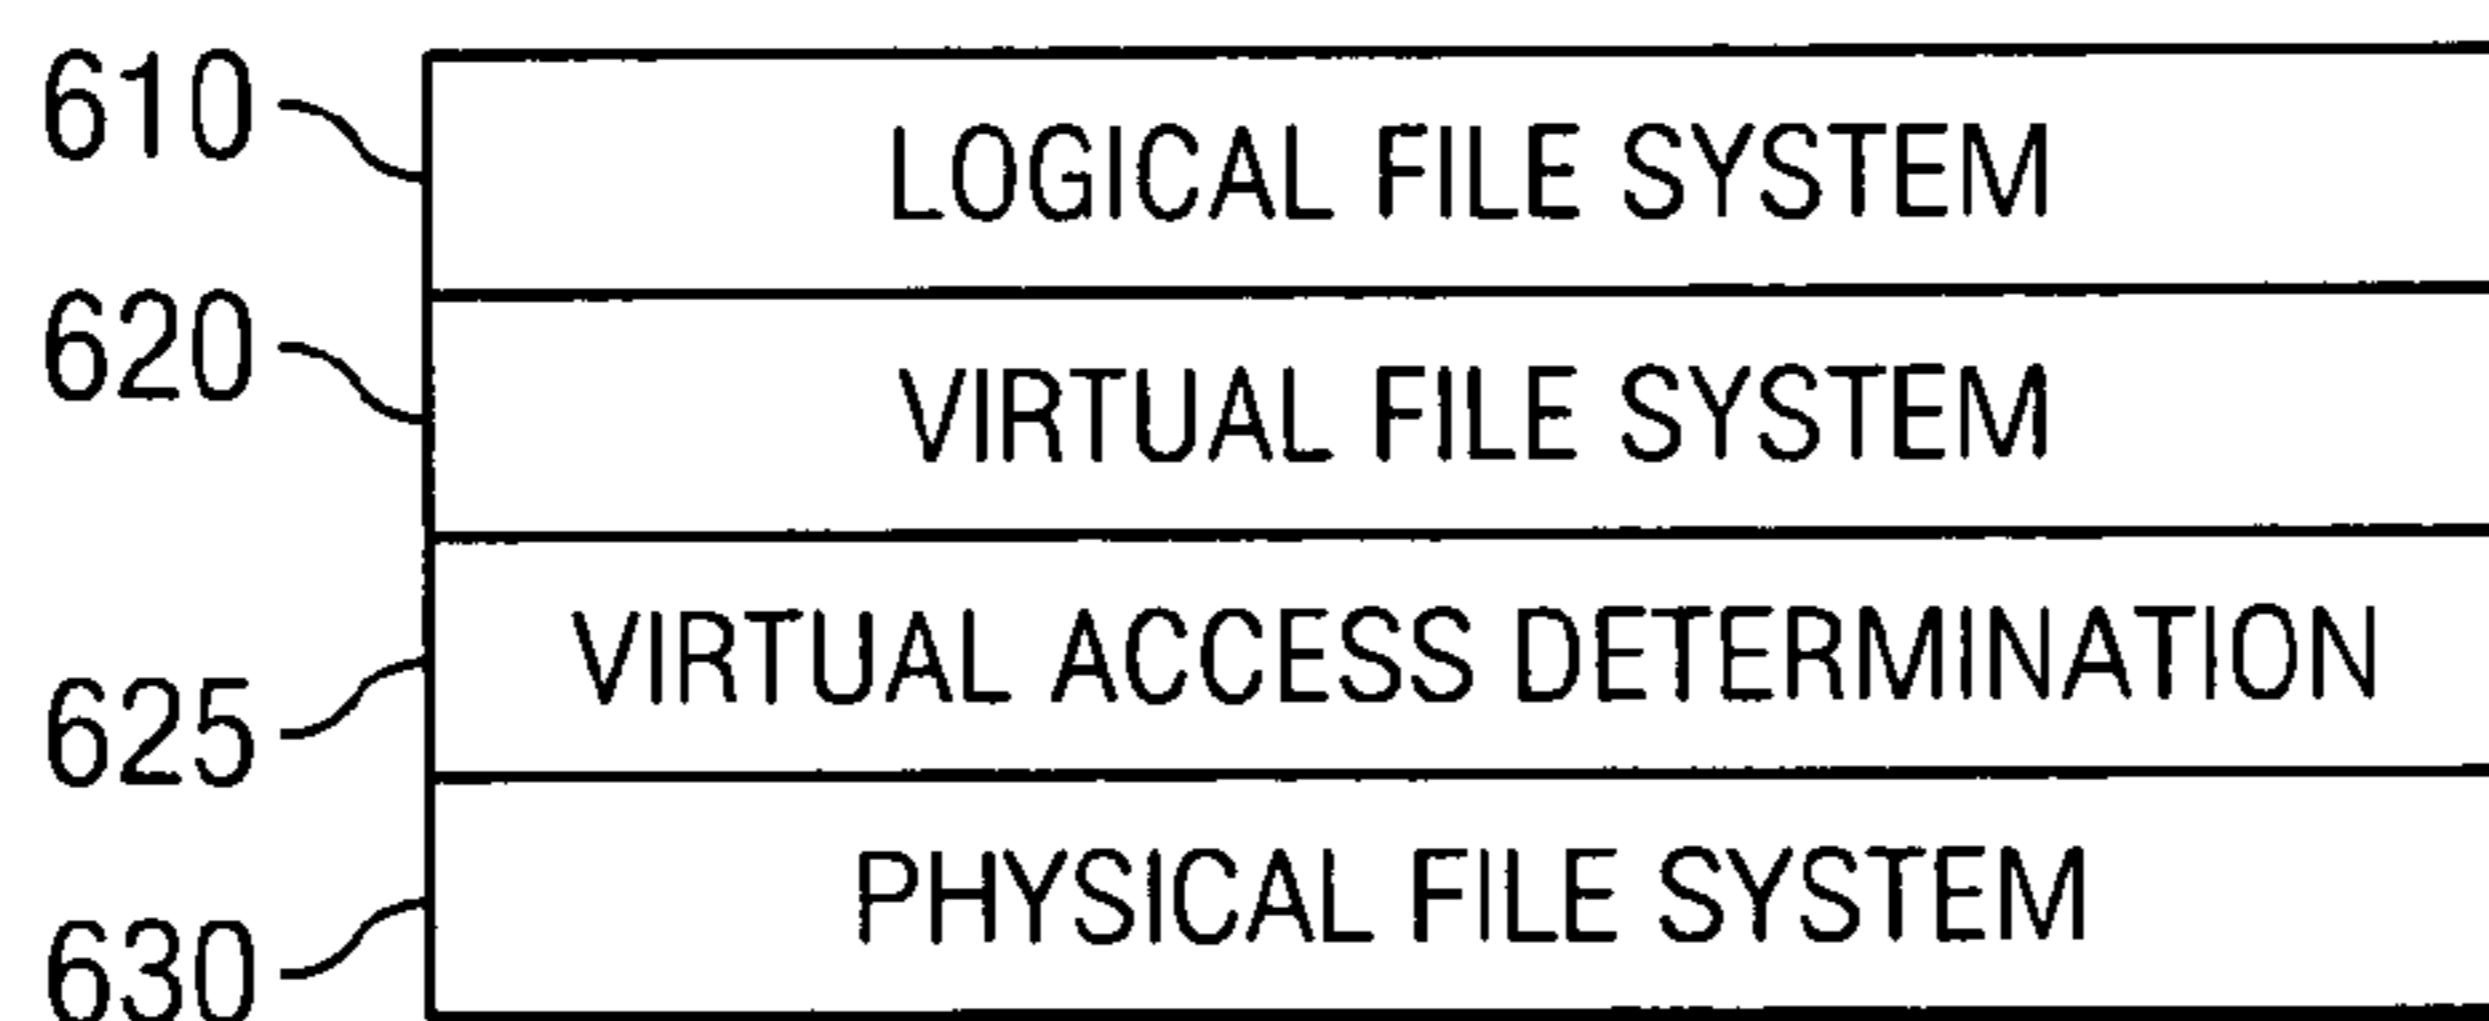 610
LOGICAL FILE SYSTEM
620
VIRTUAL FILE SYSTEM
VIRTUAL ACCESS DETERMINATION
625
PHYSICAL FILE SYSTEM
630